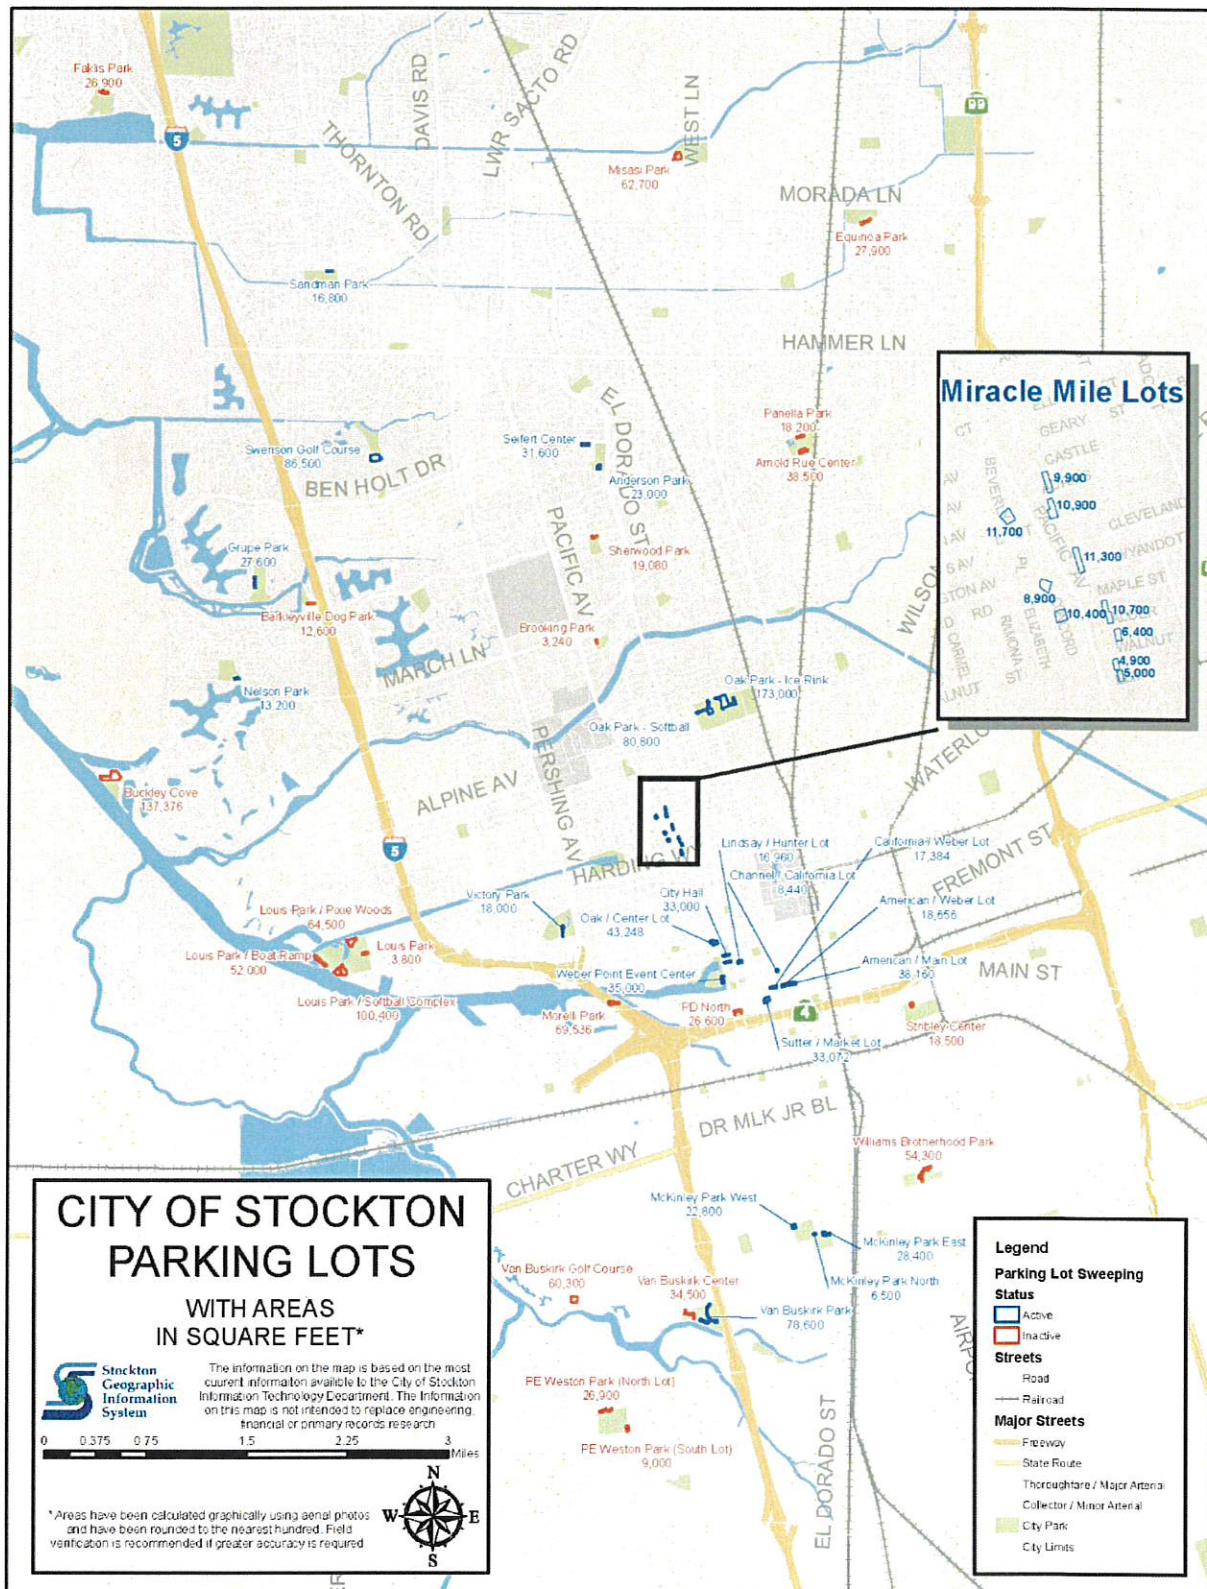 Faklis Park
26,900
5
DAVIS RD
LWR SACTO RD
THORNTON RD
WEST LN
99
Misasi Park
62,700
MORADA LN
Equinoa Park
27,900
Sandman Park
16,800
HAMMER LN
EL DORADO ST
Panella Park
18,200
Arnold Rue Center
38,500
Seifert Center
31,600
Anderson Park
23,000
Swenson Golf Course
86,500
BEN HOLT DR
PACIFIC AV
Sherwood Park
19,080
Grupe Park
27,600
Barkleyville Dog Park
12,600
Brooking Park
3,240
MARCH LN
Nelson Park
13,200
Oak Park - Ice Rink
173,000
Oak Park - Softball
80,800
Miracle Mile Lots
CT
GEARY ST
CASTLE
9,900
10,900
CLEVELAND
11,700
PACIFIC AV
11,300
MAPLE ST
8,900
10,400
10,700
6,400
WALNUT
4,900
5,000
RD
PL
CARMEL
RAMONA
ELIZABETH
ST
PERSHING AV
WILSON
WATERLO
Buckley Cove
137,376
ALPINE AV
5
HARDING WY
Lindsay / Hunter Lot
16,960
California / Weber Lot
17,384
Channel / California Lot
8,440
FREMONT ST
City Hall
33,000
American / Weber Lot
18,656
Victory Park
18,000
Oak / Center Lot
43,248
Louis Park / Pixie Woods
64,500
Louis Park
3,800
Louis Park / Boat Ramp
52,000
Weber Point Event Center
35,000
American / Main Lot
38,160
MAIN ST
Louis Park / Softball Complex
100,400
Morelli Park
69,536
PD North
26,600
4
Stribley Center
18,500
Sutter / Market Lot
33,072
DR MLK JR BL
CHARTER WY
Williams Brotherhood Park
54,300
McKinley Park West
22,800
McKinley Park East
28,400
McKinley Park North
6,500
Van Buskirk Golf Course
60,300
Van Buskirk Center
34,500
Van Buskirk Park
78,600
PE Weston Park (North Lot)
26,900
PE Weston Park (South Lot)
9,000
EL DORADO ST
CITY OF STOCKTON
PARKING LOTS
WITH AREAS
IN SQUARE FEET*
Stockton
Geographic
Information
System
The information on the map is based on the most
cuurent informaiton available to the City of Stockton
Information Technology Department. The Information
on this map is not intended to replace engineering,
financial or primary records research
0 0.375 0.75 1.5 2.25 3
Miles
N
W E
S
* Areas have been calculated graphically using aerial photos
and have been rounded to the nearest hundred. Field
verification is recommended if greater accuracy is required
Legend
Parking Lot Sweeping
Status
Active
Inactive
Streets
Road
Railroad
Major Streets
Freeway
State Route
Thoroughfare / Major Arterial
Collector / Minor Arterial
City Park
City Limits